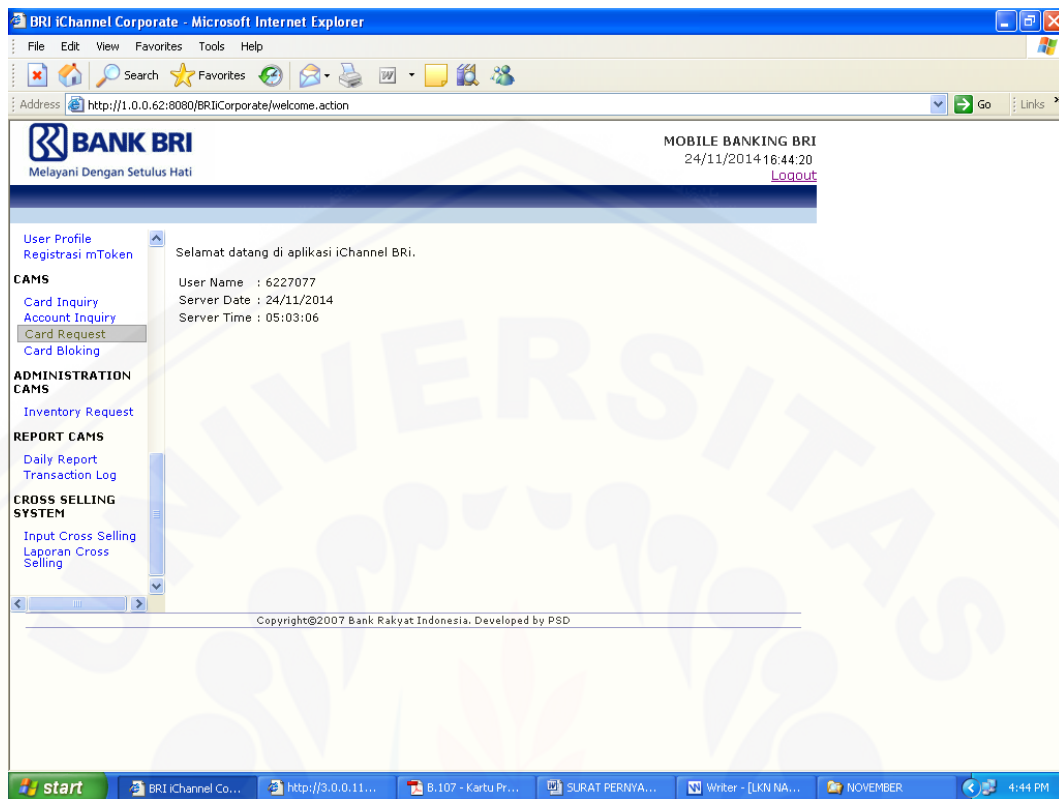 BRI iChannel Corporate - Microsoft Internet Explorer
File Edit View Favorites Tools Help
Search Favorites
Address http://1.0.0.62:8080/BRIiCorporate/welcome.action Go Links
BANK BRI
Melayani Dengan Setulus Hati
MOBILE BANKING BRI
24/11/2014 16:44:20
Logout
User Profile
Registrasi mToken
CAMS
Card Inquiry
Account Inquiry
Card Request
Card Bloking
ADMINISTRATION
CAMS
Inventory Request
REPORT CAMS
Daily Report
Transaction Log
CROSS SELLING
SYSTEM
Input Cross Selling
Laporan Cross
Selling
Selamat datang di aplikasi iChannel BRi.
User Name : 6227077
Server Date : 24/11/2014
Server Time : 05:03:06
Copyright©2007 Bank Rakyat Indonesia. Developed by PSD
UNIVERSITAS
start BRI iChannel Co... http://3.0.0.11... B.107 - Kartu Pr... SURAT PERNYA... Writer - [LKN NA... NOVEMBER 4:44 PM